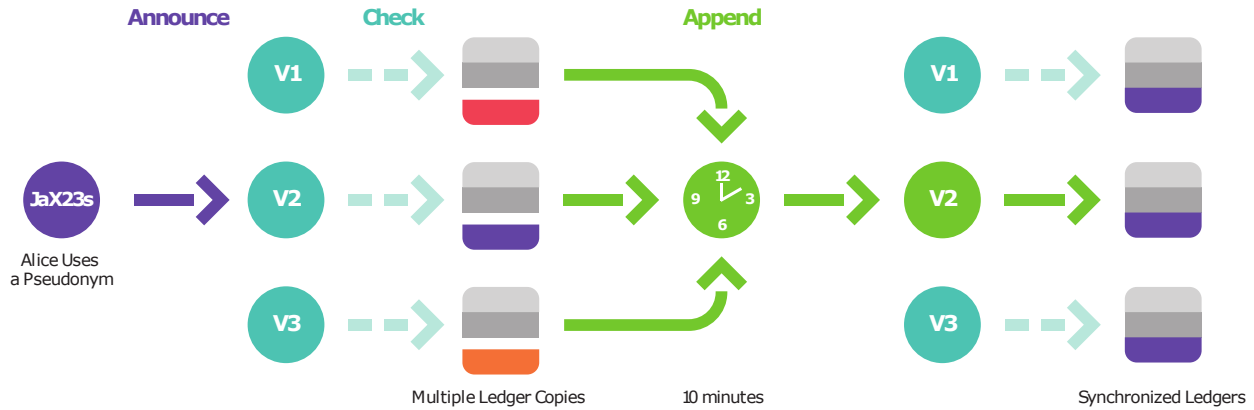 Announce
Check
Append
V1
V1
JaX23s
V2
12
9
3
6
V2
Alice Uses
a Pseudonym
V3
V3
Multiple Ledger Copies
10 minutes
Synchronized Ledgers